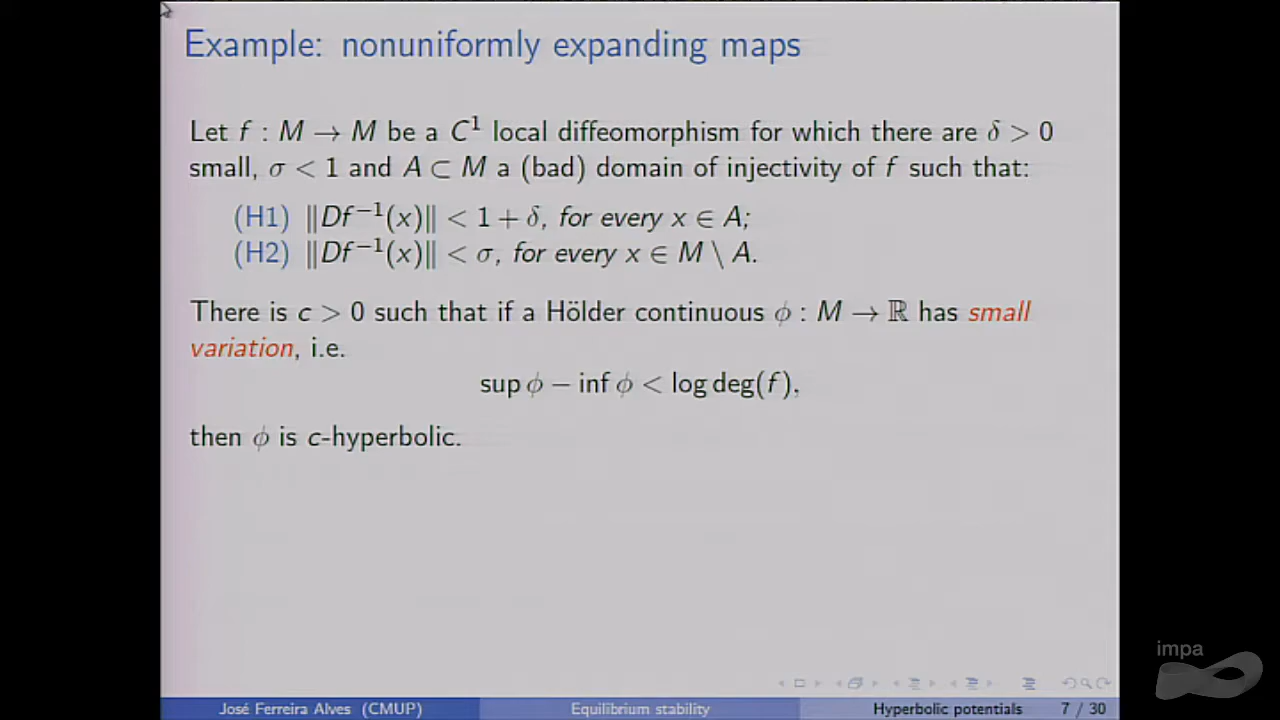 Example: nonuniformly expanding maps
Let f : M → M be a C¹ local diffeomorphism for which there are δ > 0
small, σ < 1 and A ⊂ M a (bad) domain of injectivity of f such that:
(H1) ‖Df⁻¹(x)‖ < 1 + δ, for every x ∈ A;
(H2) ‖Df⁻¹(x)‖ < σ, for every x ∈ M \ A.
There is c > 0 such that if a Hölder continuous ϕ : M → ℝ has small
variation, i.e.
sup ϕ − inf ϕ < log deg(f),
then ϕ is c-hyperbolic.
impa
José Ferreira Alves (CMUP) Equilibrium stability Hyperbolic potentials 7 / 30